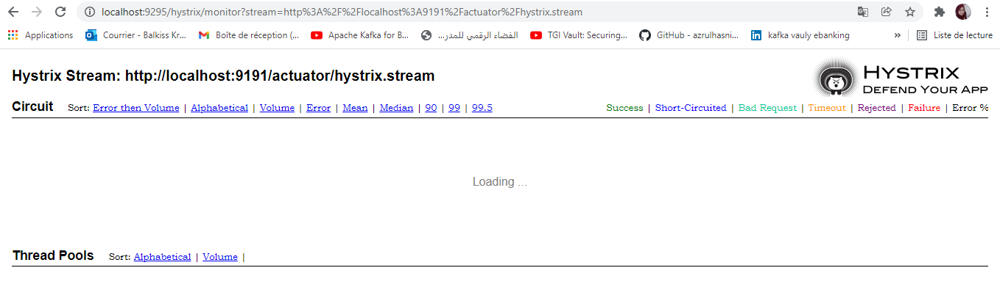 localhost:9295/hystrix/monitor?stream=http%3A%2F%2Flocalhost%3A9191%2Factuator%2Fhystrix.stream
Applications Courrier - Balkiss Kr... Boîte de réception (... Apache Kafka for B... الفضاء الرقمي للمدر... TGI Vault: Securing... GitHub - azrulhasni... kafka vauly ebanking » Liste de lecture
Hystrix Stream: http://localhost:9191/actuator/hystrix.stream
HYSTRIX
DEFEND YOUR APP
Circuit Sort: Error then Volume | Alphabetical | Volume | Error | Mean | Median | 90 | 99 | 99.5 Success | Short-Circuited | Bad Request | Timeout | Rejected | Failure | Error %
Loading ...
Thread Pools Sort: Alphabetical | Volume |